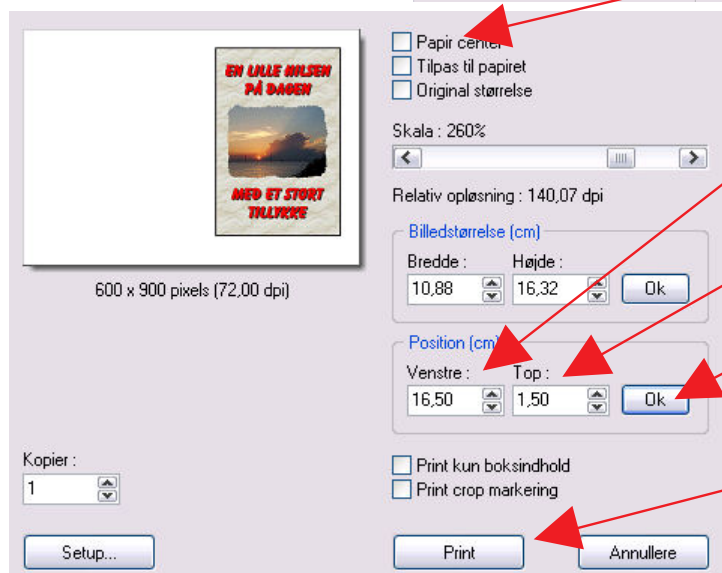 EN LILLE HILSEN
PÅ DAGEN
MED ET STORT
TILLYKKE
600 x 900 pixels (72,00 dpi)
Kopier :
1
Setup...
Papir center
Tilpas til papiret
Original størrelse
Skala : 260%
Relativ opløsning : 140,07 dpi
Billedstørrelse (cm)
Bredde : Højde :
10,88 16,32 Ok
Position (cm)
Venstre : Top :
16,50 1,50 Ok
Print kun boksindhold
Print crop markering
Print Annullere